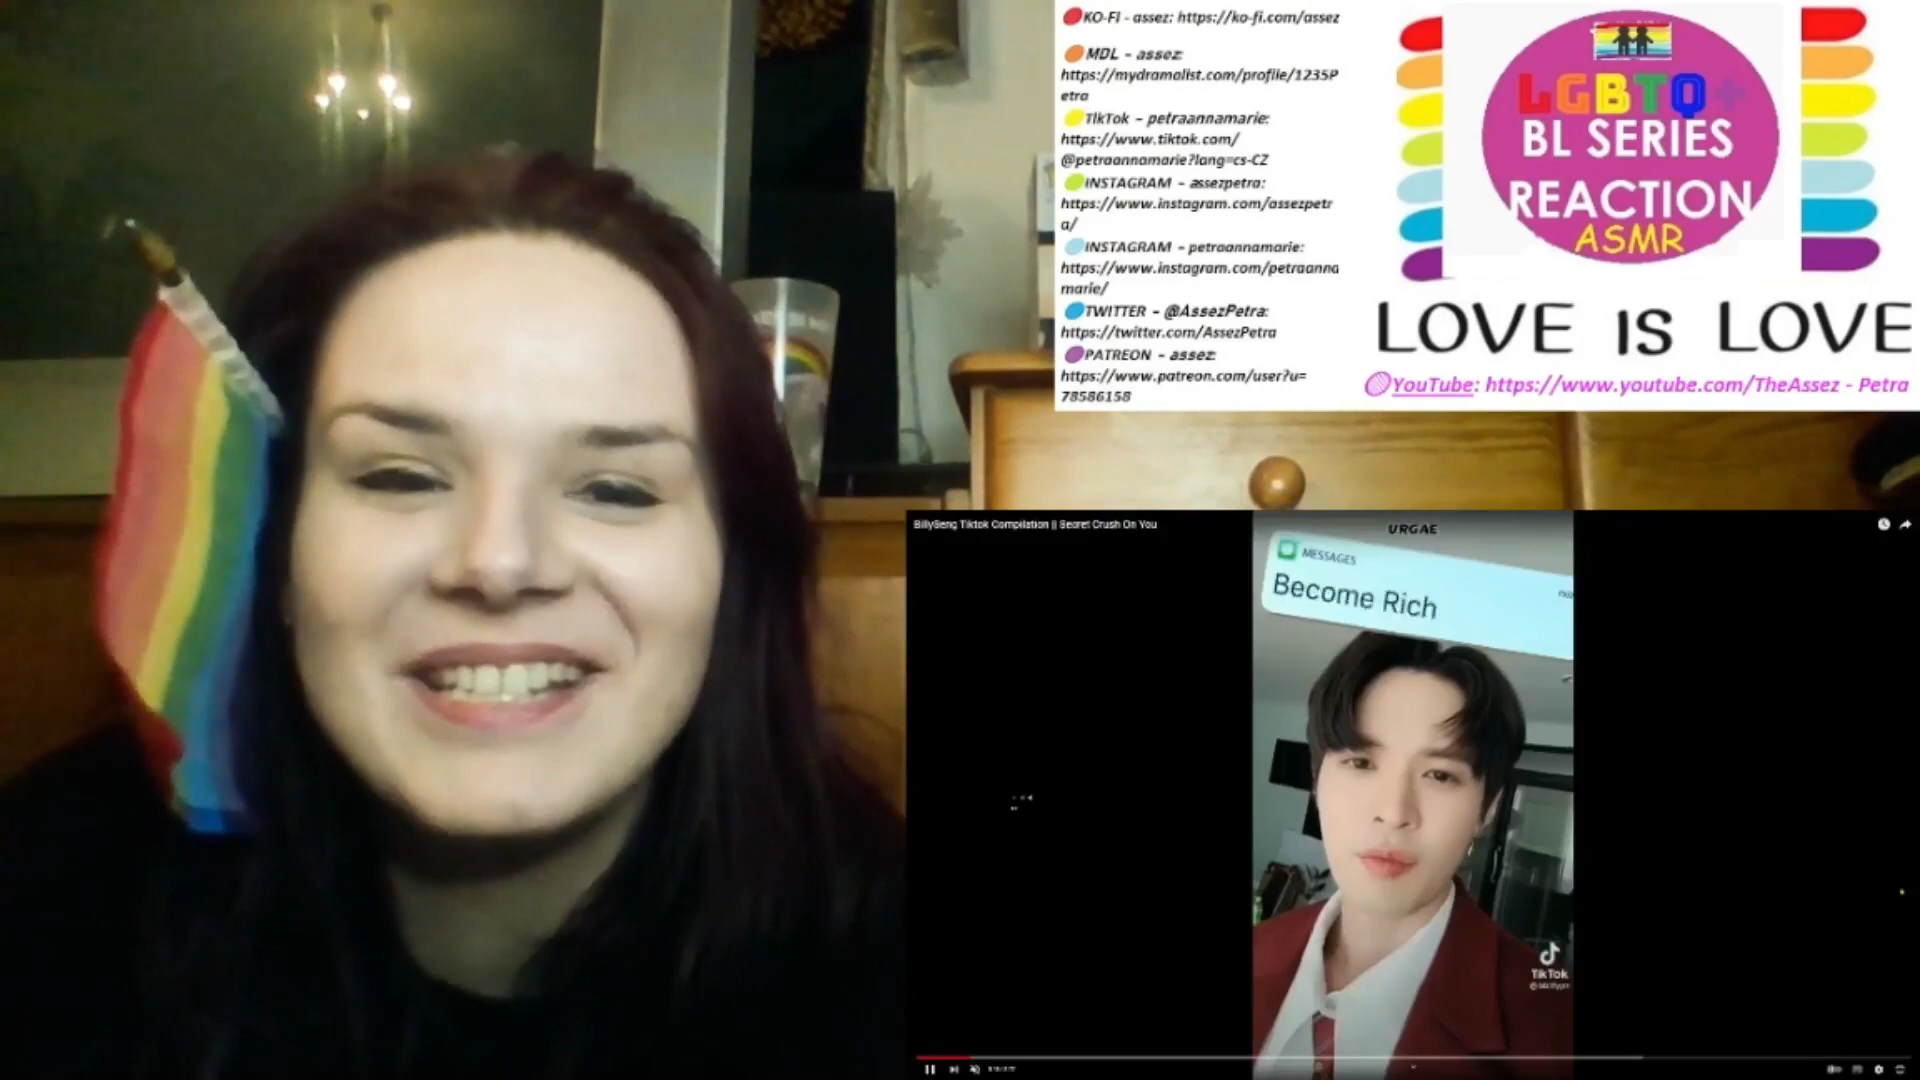 KO-FI - assez: https://ko-fi.com/assez
MDL - assez:
https://mydramalist.com/profile/1235P
etra
TikTok - petraannamarie:
https://www.tiktok.com/
@petraannamarie?lang=cs-CZ
INSTAGRAM - assezpetra:
https://www.instagram.com/assezpetr
a/
INSTAGRAM - petraannamarie:
https://www.instagram.com/petraanna
marie/
TWITTER - @AssezPetra:
https://twitter.com/AssezPetra
PATREON - assez:
https://www.patreon.com/user?u=
78586158
LGBTQ+
BL SERIES
REACTION
ASMR
LOVE IS LOVE
YouTube: https://www.youtube.com/TheAssez - Petra
BillySeng Tiktok Compilation || Secret Crush On You
URGAE
MESSAGES
Become Rich
TikTok